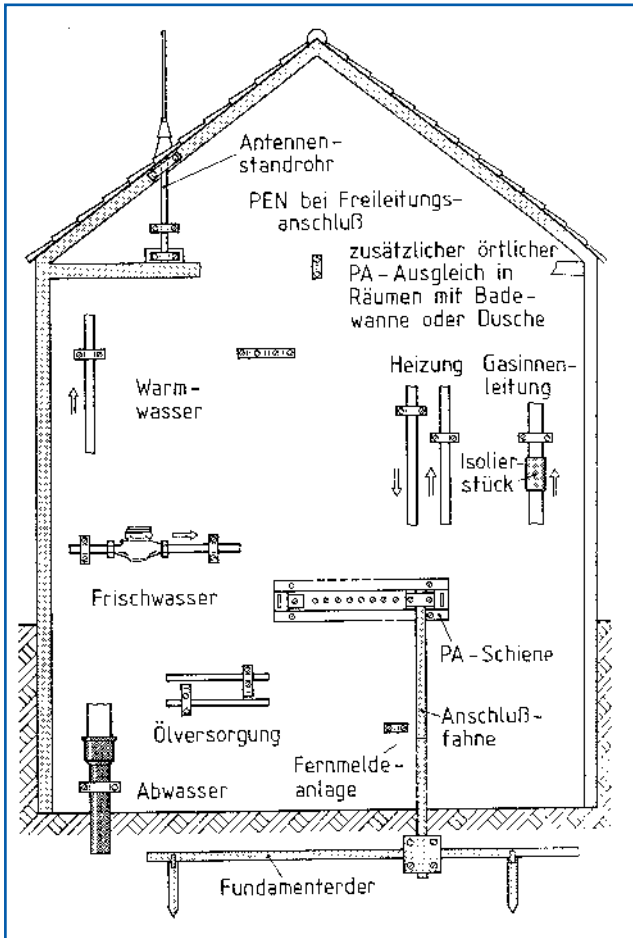 Antennen-
standrohr
PEN bei Freileitungs-
anschluß
zusätzlicher örtlicher
PA-Ausgleich in
Räumen mit Bade-
wanne oder Dusche
Warm-
wasser
Heizung
Gasinnen-
leitung
Isolier-
stück
Frischwasser
PA-Schiene
Ölversorgung
Anschluß-
fahne
Fernmelde-
anlage
Abwasser
Fundamenterder